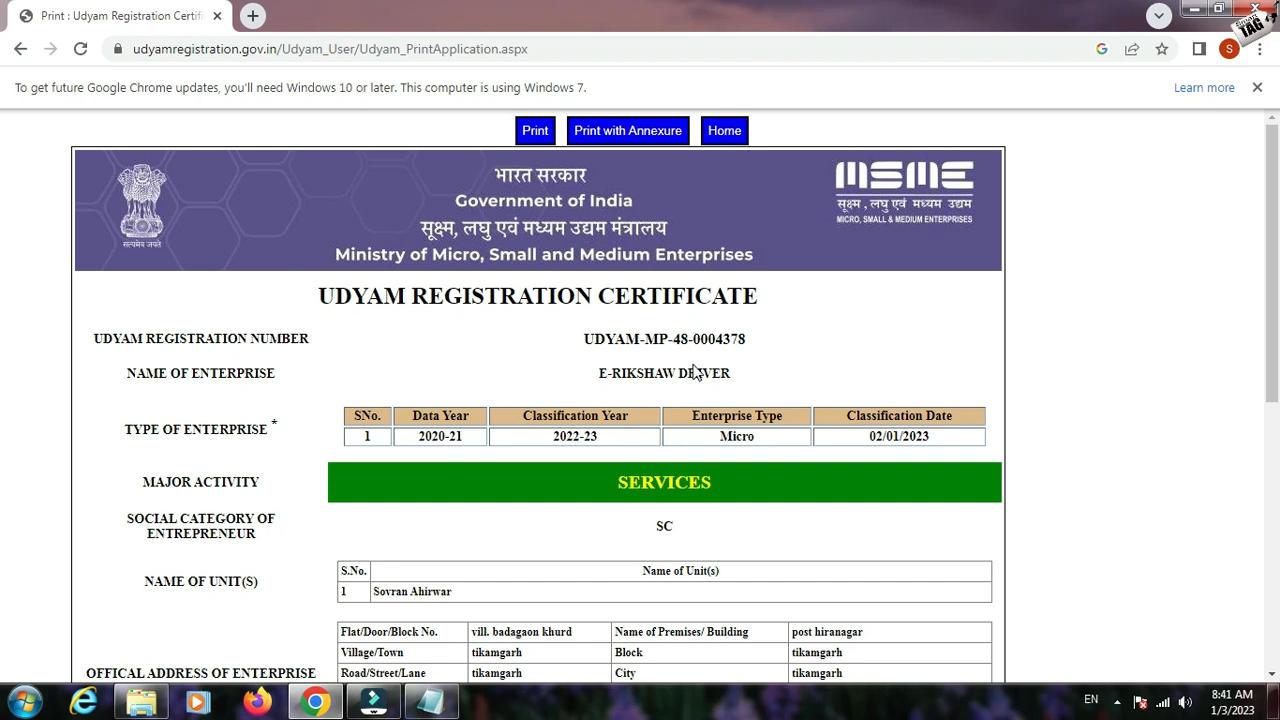 Print : Udyam Registration Certifi
udyamregistration.gov.in/Udyam_User/Udyam_PrintApplication.aspx
S
TAG
To get future Google Chrome updates, you'll need Windows 10 or later. This computer is using Windows 7.
Learn more
Print
Print with Annexure
Home
भारत सरकार
Government of India
सूक्ष्म, लघु एवं मध्यम उद्यम मंत्रालय
Ministry of Micro, Small and Medium Enterprises
सत्यमेव जयते
MSME
सूक्ष्म, लघु एवं मध्यम उद्यम
MICRO, SMALL & MEDIUM ENTERPRISES
UDYAM REGISTRATION CERTIFICATE
UDYAM REGISTRATION NUMBER UDYAM-MP-48-0004378
NAME OF ENTERPRISE E-RIKSHAW
TYPE OF ENTERPRISE *
SNo. Data Year Classification Year Enterprise Type Classification Date
1 2020-21 2022-23 Micro 02/01/2023
MAJOR ACTIVITY SERVICES
SOCIAL CATEGORY OF
ENTREPRENEUR
SC
NAME OF UNIT(S)
S.No. Name of Unit(s)
1 Sovran Ahirwar
OFFICAL ADDRESS OF ENTERPRISE
Flat/Door/Block No. vill. badagaon khurd Name of Premises/ Building post hiranagar
Village/Town tikamgarh Block tikamgarh
Road/Street/Lane tikamgarh City tikamgarh
EN
8:41 AM
1/3/2023